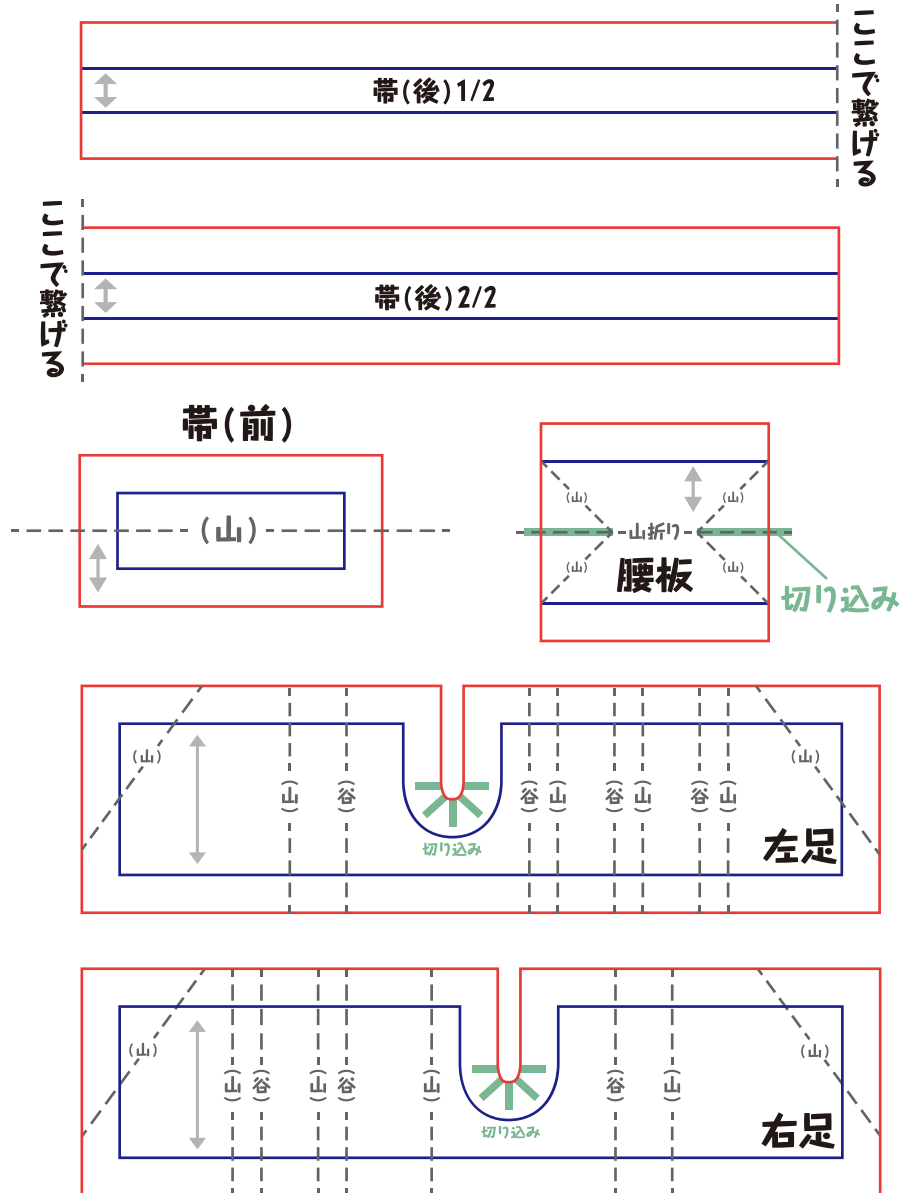 帯(後)1/2
ここで繋げる
ここで繋げる
帯(後)2/2
帯(前)
(山)
(山)
(山)
山折り
(山)
(山)
腰板
切り込み
(山)
(山)
(山)
(谷)
(谷)
(山)
(谷)
(山)
(谷)
(山)
切り込み
左足
(山)
(山)
(山)
(谷)
(山)
(谷)
(山)
(谷)
(山)
切り込み
右足